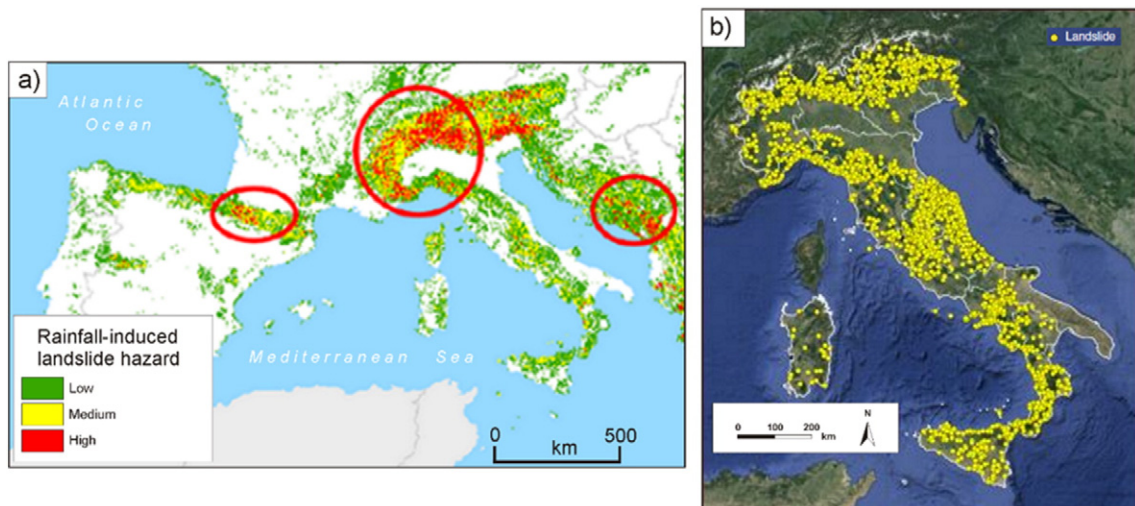 a)
Atlantic
Ocean
Rainfall-induced
landslide hazard
Low
Medium
High
Mediterranean Sea
0 500
km
b)
Landslide
0 100 200
km
N